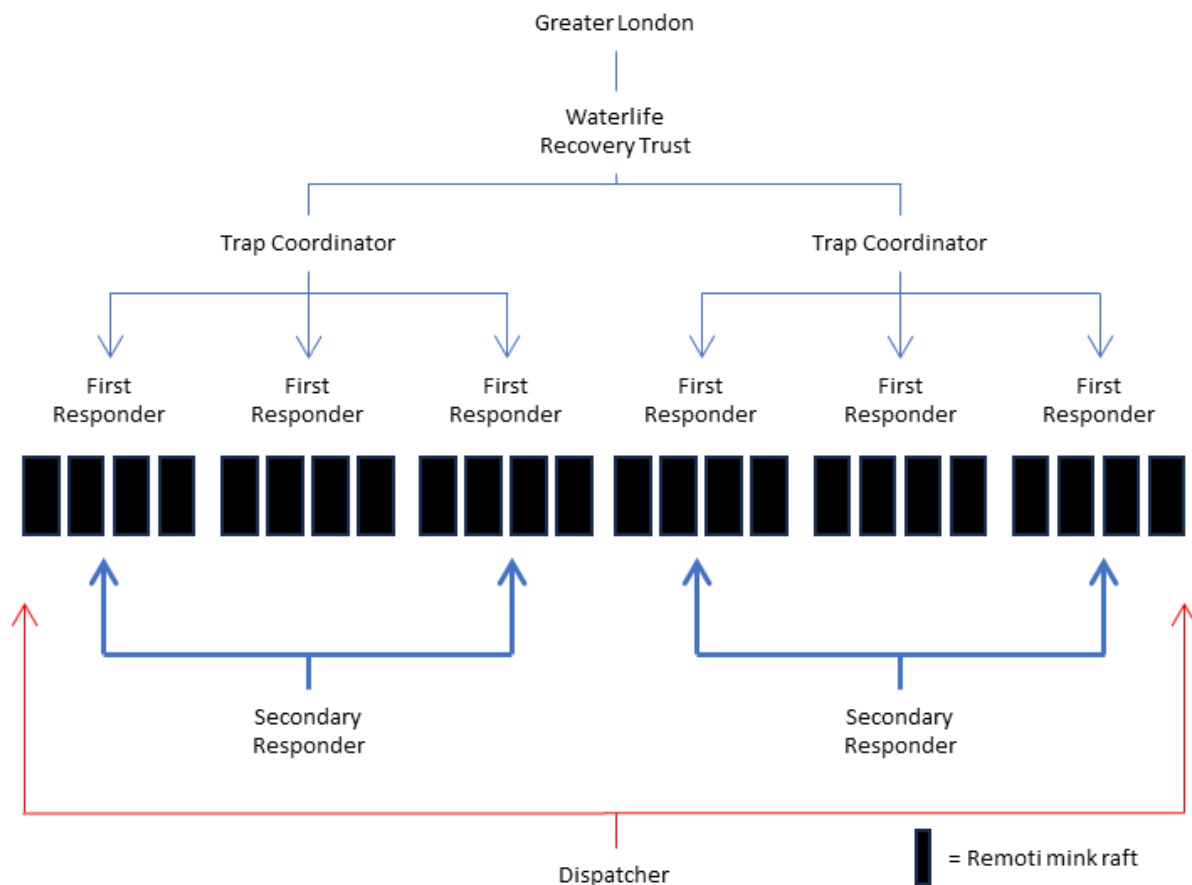 Greater London
Waterlife
Recovery Trust
Trap Coordinator
Trap Coordinator
First
Responder
First
Responder
First
Responder
First
Responder
First
Responder
First
Responder
Secondary
Responder
Secondary
Responder
Dispatcher
= Remoti mink raft